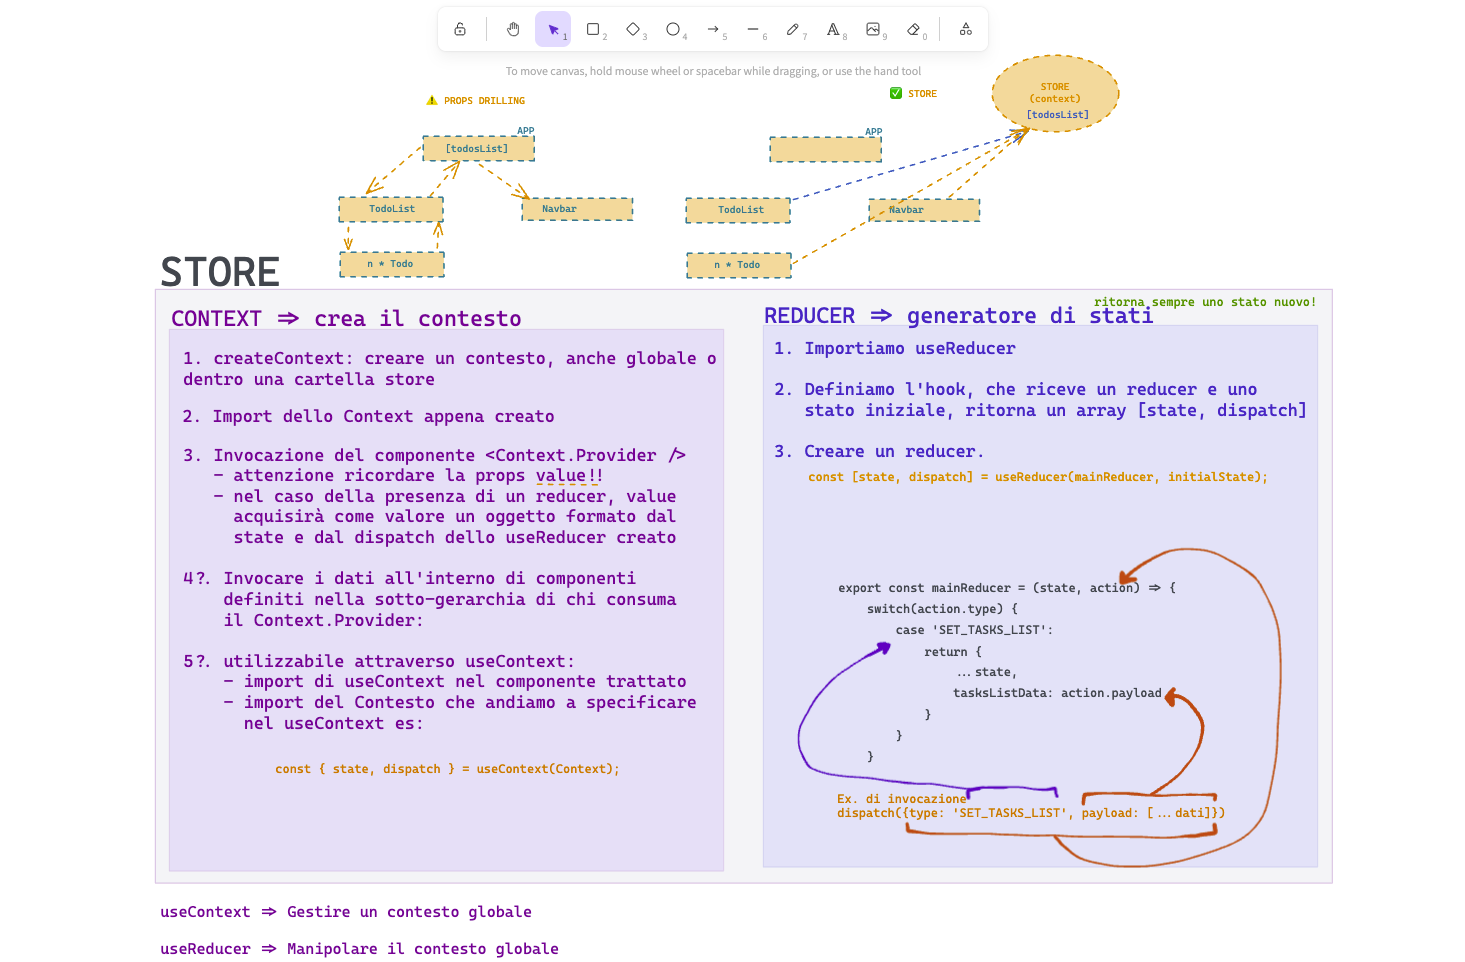 1
2
3
4
5
6
7
8
9
0
To move canvas, hold mouse wheel or spacebar while dragging, or use the hand tool
⚠️ PROPS DRILLING
✅ STORE
STORE
(context)
[todosList]
APP
[todosList]
TodoList
Navbar
n * Todo
APP
TodoList
Navbar
n * Todo
STORE
CONTEXT => crea il contesto
1. createContext: creare un contesto, anche globale o
dentro una cartella store
2. Import dello Context appena creato
3. Invocazione del componente <Context.Provider />
- attenzione ricordare la props value!!
- nel caso della presenza di un reducer, value
acquisirà come valore un oggetto formato dal
state e dal dispatch dello useReducer creato
4?. Invocare i dati all'interno di componenti
definiti nella sotto-gerarchia di chi consuma
il Context.Provider:
5?. utilizzabile attraverso useContext:
- import di useContext nel componente trattato
- import del Contesto che andiamo a specificare
nel useContext es:
const { state, dispatch } = useContext(Context);
ritorna sempre uno stato nuovo!
REDUCER => generatore di stati
1. Importiamo useReducer
2. Definiamo l'hook, che riceve un reducer e uno
stato iniziale, ritorna un array [state, dispatch]
3. Creare un reducer.
const [state, dispatch] = useReducer(mainReducer, initialState);
export const mainReducer = (state, action) => {
switch(action.type) {
case 'SET_TASKS_LIST':
return {
...state,
tasksListData: action.payload
}
}
}
Ex. di invocazione
dispatch({type: 'SET_TASKS_LIST', payload: [...dati]})
useContext => Gestire un contesto globale
useReducer => Manipolare il contesto globale